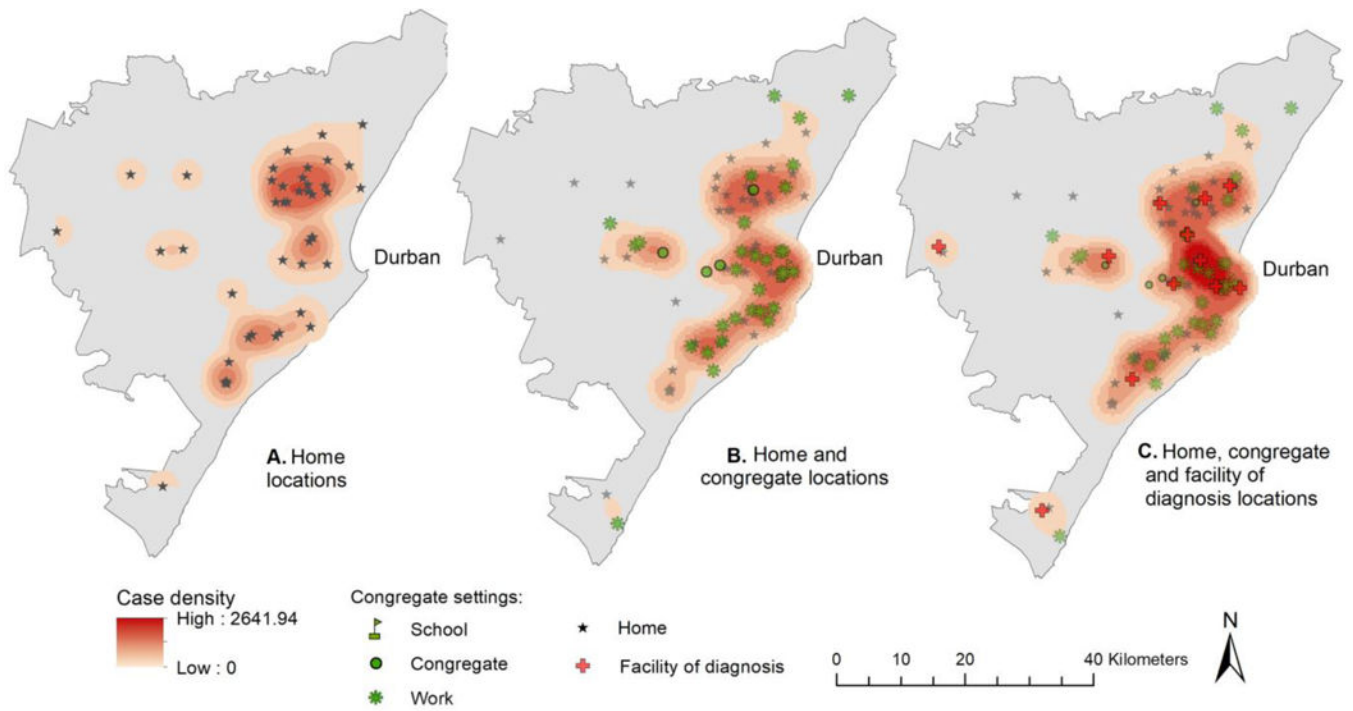 Durban
Durban
Durban
A. Home
locations
B. Home and
congregate locations
C. Home, congregate
and facility of
diagnosis locations
Case density
High : 2641.94
Low : 0
Congregate settings:
School
Congregate
Work
Home
Facility of diagnosis
0 10 20 40 Kilometers
N